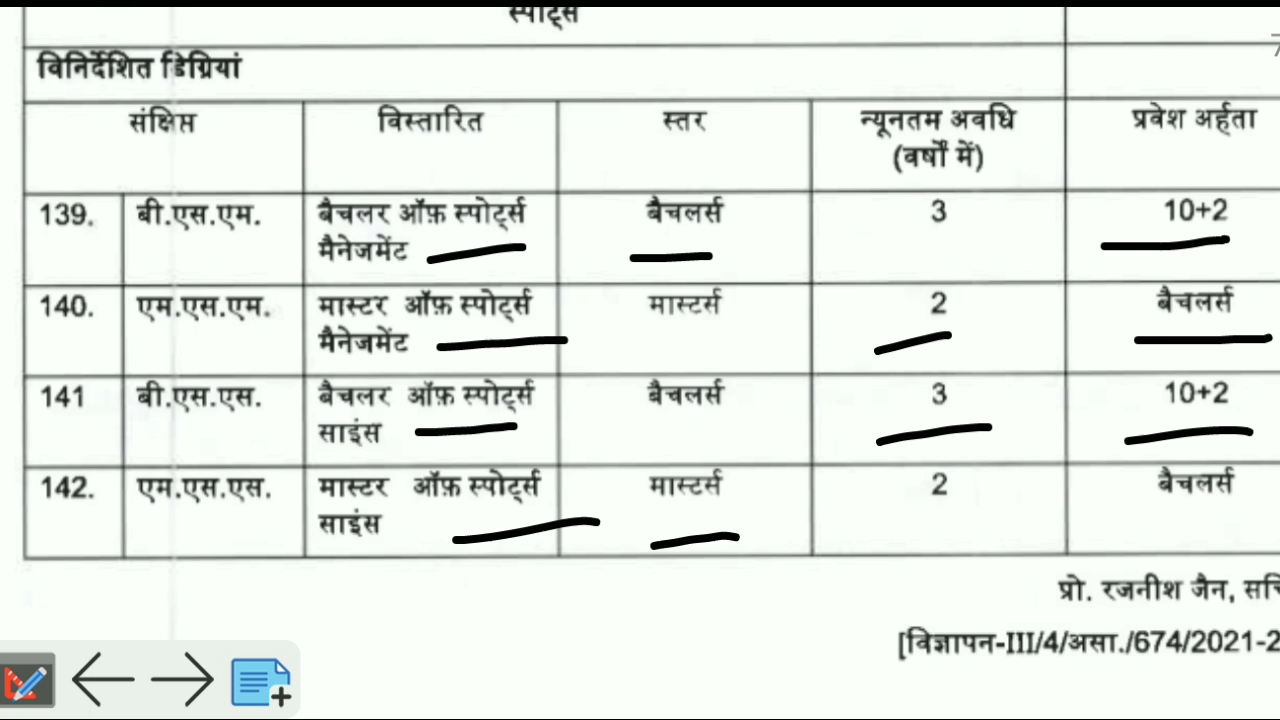 स्पोर्ट्स
विनिर्देशित डिग्रियां
संक्षिप्त विस्तारित स्तर न्यूनतम अवधि प्रवेश अर्हता
(वर्षों में)
139. बी.एस.एम. बैचलर ऑफ़ स्पोर्ट्स बैचलर्स 3 10+2
मैनेजमेंट
140. एम.एस.एम. मास्टर ऑफ़ स्पोर्ट्स मास्टर्स 2 बैचलर्स
मैनेजमेंट
141 बी.एस.एस. बैचलर ऑफ़ स्पोर्ट्स बैचलर्स 3 10+2
साइंस
142. एम.एस.एस. मास्टर ऑफ़ स्पोर्ट्स मास्टर्स 2 बैचलर्स
साइंस
प्रो. रजनीश जैन,
[विज्ञापन-III/4/असा./674/2021-2